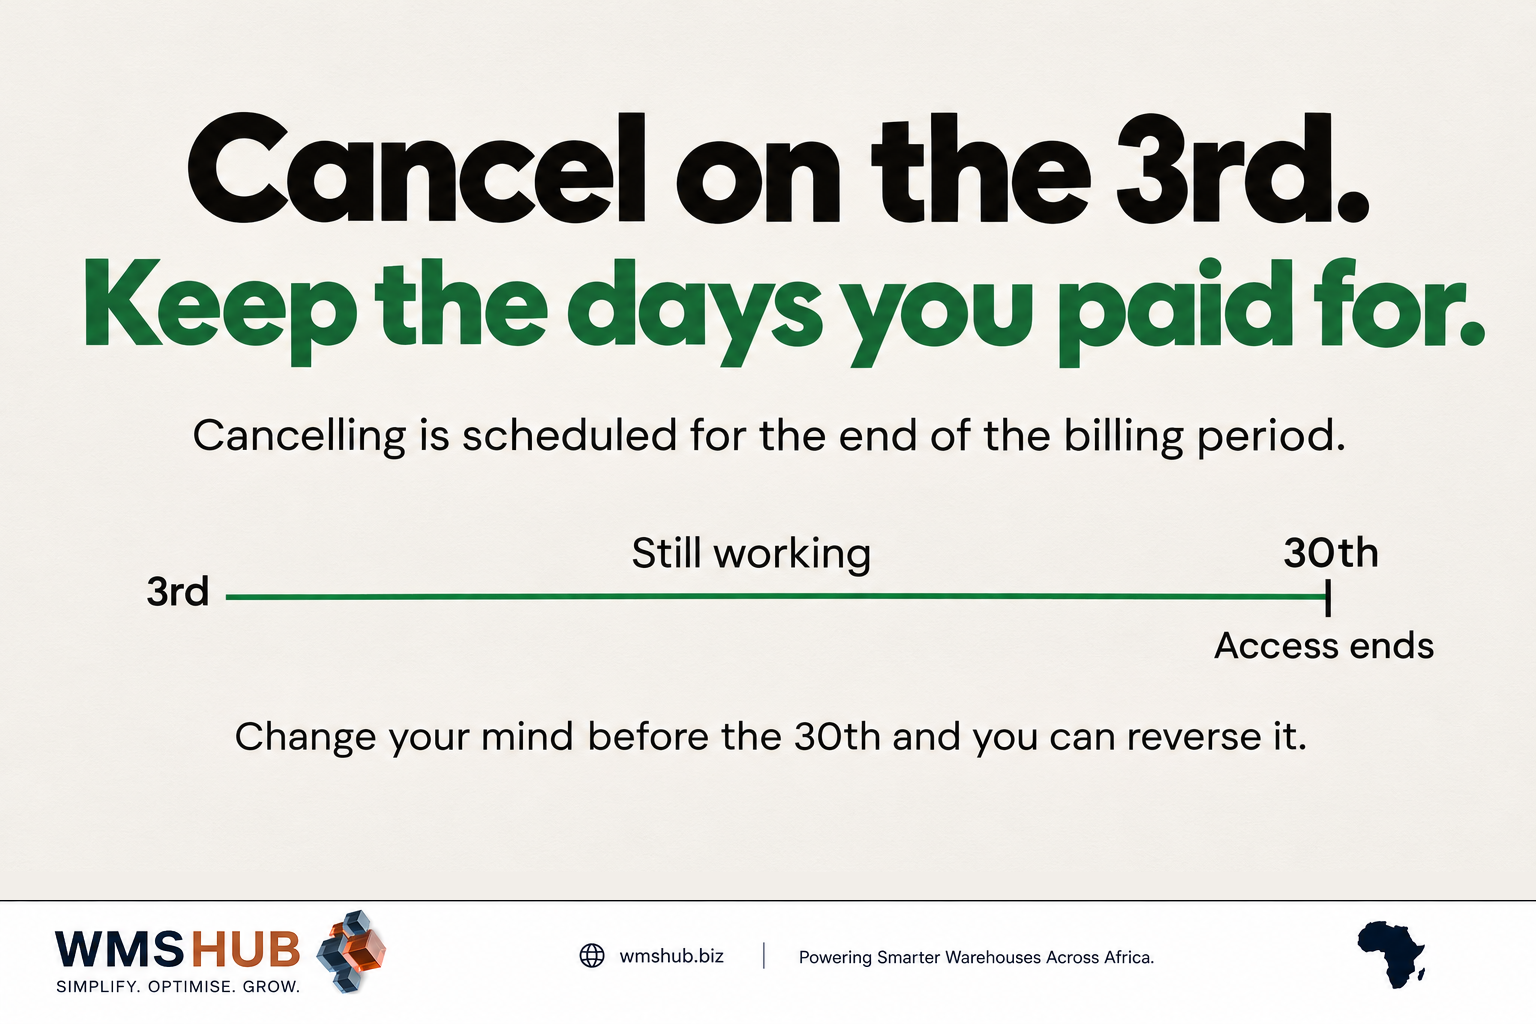 Cancel on the 3rd.
Keep the days you paid for.
Cancelling is scheduled for the end of the billing period.
Still working
30th
3rd
Access ends
Change your mind before the 30th and you can reverse it.
WMSHUB
SIMPLIFY. OPTIMISE. GROW.
wmshub.biz
Powering Smarter Warehouses Across Africa.